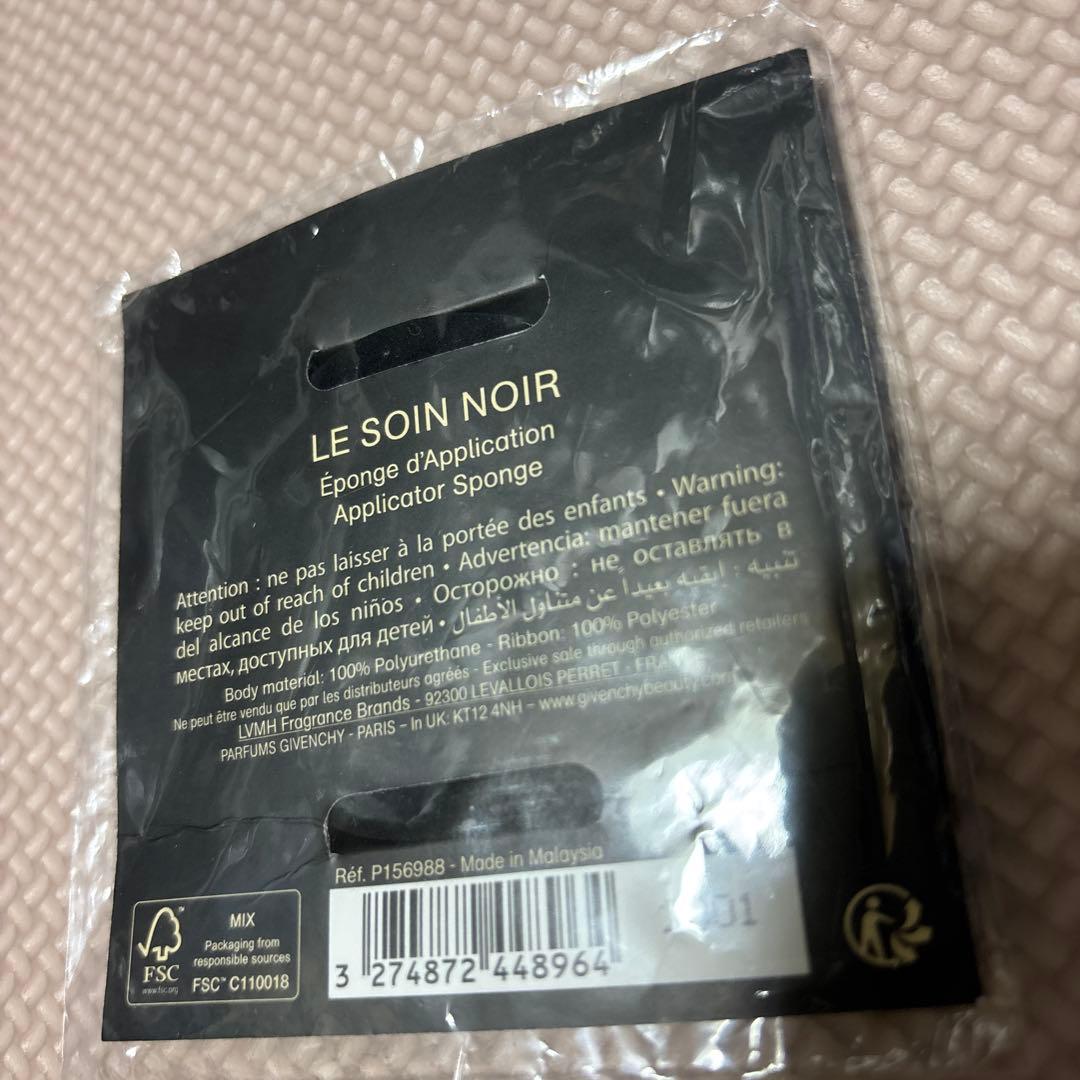 LE SOIN NOIR
Éponge d'Application
Applicator Sponge
Attention : ne pas laisser à la portée des enfants • Warning:
keep out of reach of children • Advertencia: mantener fuera
del alcance de los niños • Осторожно : не оставлять в
местах, доступных для детей • تنبيه : ابقيه بعيداً عن متناول الأطفال
Body material: 100% Polyurethane - Ribbon: 100% Polyester
Ne peut être vendu que par les distributeurs agréés - Exclusive sale through authorized retailers
LVMH Fragrance Brands - 92300 LEVALLOIS PERRET - FRANCE
PARFUMS GIVENCHY - PARIS – In UK: KT12 4NH – www.givenchybeauty.com
Réf. P156988 - Made in Malaysia
3 274872 448964
FSC
www.fsc.org
MIX
Packaging from
responsible sources
FSC™ C110018